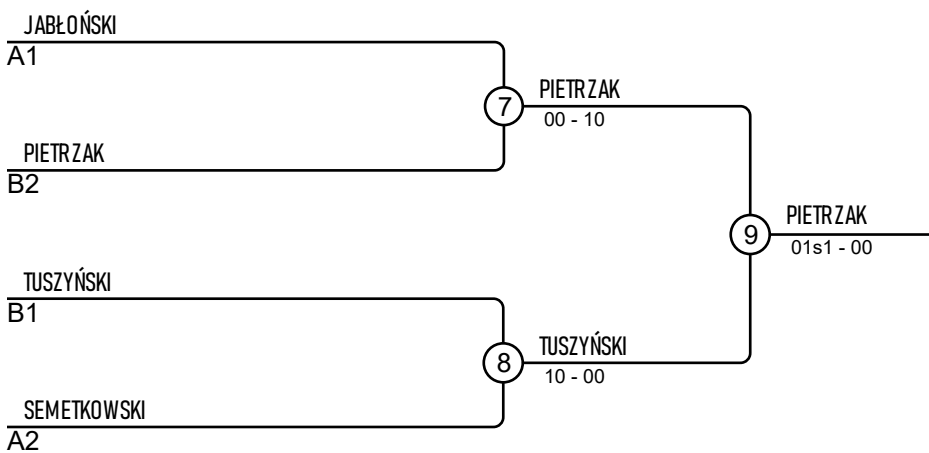 JABŁOŃSKI
A1
7
PIETRZAK
00 - 10
PIETRZAK
B2
9
PIETRZAK
01s1 - 00
TUSZYŃSKI
B1
8
TUSZYŃSKI
10 - 00
SEMETKOWSKI
A2